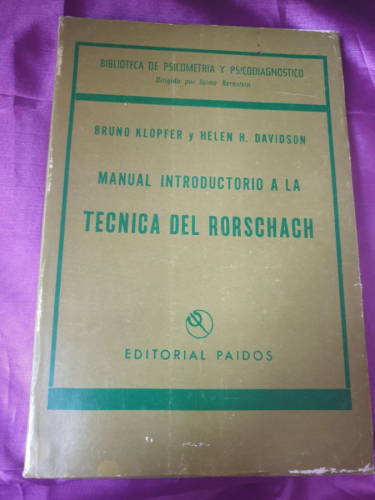 BIBLIOTECA DE PSICOMETRIA Y PSICODIAGNOSTICO
Dirigida por Jaime Bernstein
BRUNO KLOPFER y HELEN H. DAVIDSON
MANUAL INTRODUCTORIO A LA
TECNICA DEL RORSCHACH
EDITORIAL PAIDOS